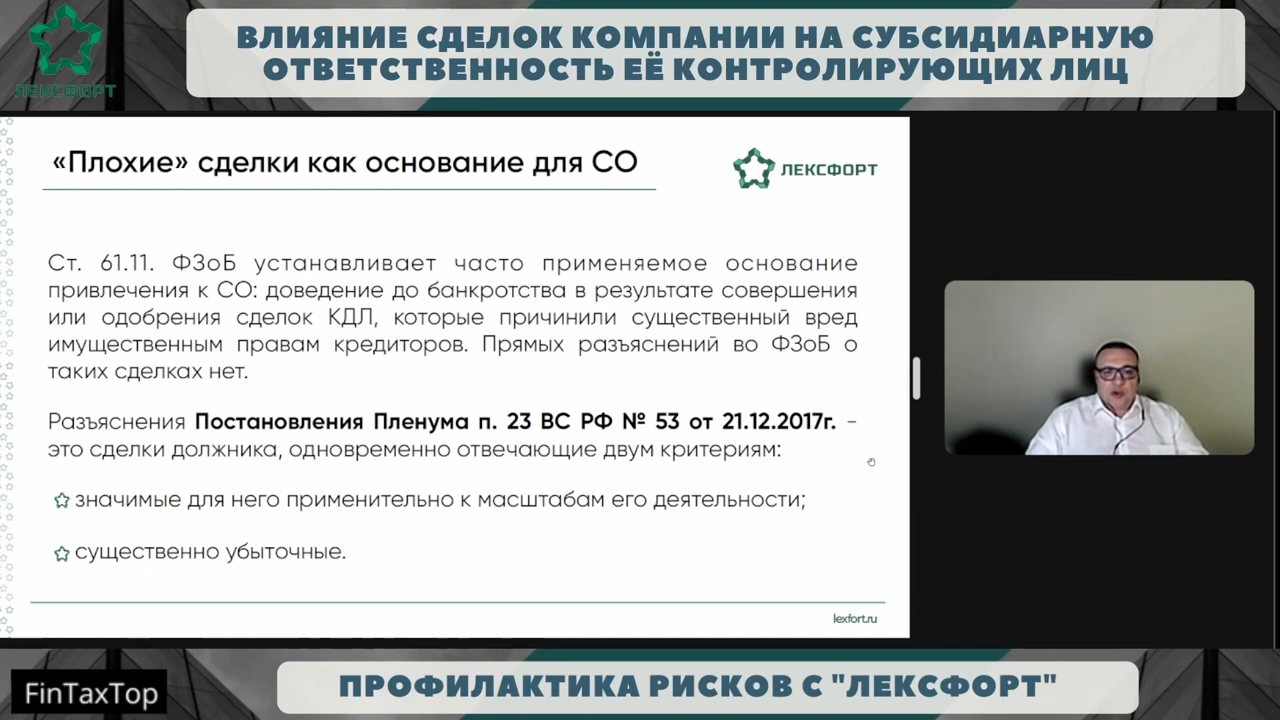 ВЛИЯНИЕ СДЕЛОК КОМПАНИИ НА СУБСИДИАРНУЮ
ОТВЕТСТВЕННОСТЬ ЕЁ КОНТРОЛИРУЮЩИХ ЛИЦ
ЛЕКСФОРТ
«Плохие» сделки как основание для СО
ЛЕКСФОРТ
Ст. 61.11. ФЗоБ устанавливает часто применяемое основание
привлечения к СО: доведение до банкротства в результате совершения
или одобрения сделок КДЛ, которые причинили существенный вред
имущественным правам кредиторов. Прямых разъяснений во ФЗоБ о
таких сделках нет.
Разъяснения Постановления Пленума п. 23 ВС РФ № 53 от 21.12.2017г. –
это сделки должника, одновременно отвечающие двум критериям:
значимые для него применительно к масштабам его деятельности;
существенно убыточные.
lexfort.ru
FinTaxTop
ПРОФИЛАКТИКА РИСКОВ С "ЛЕКСФОРТ"